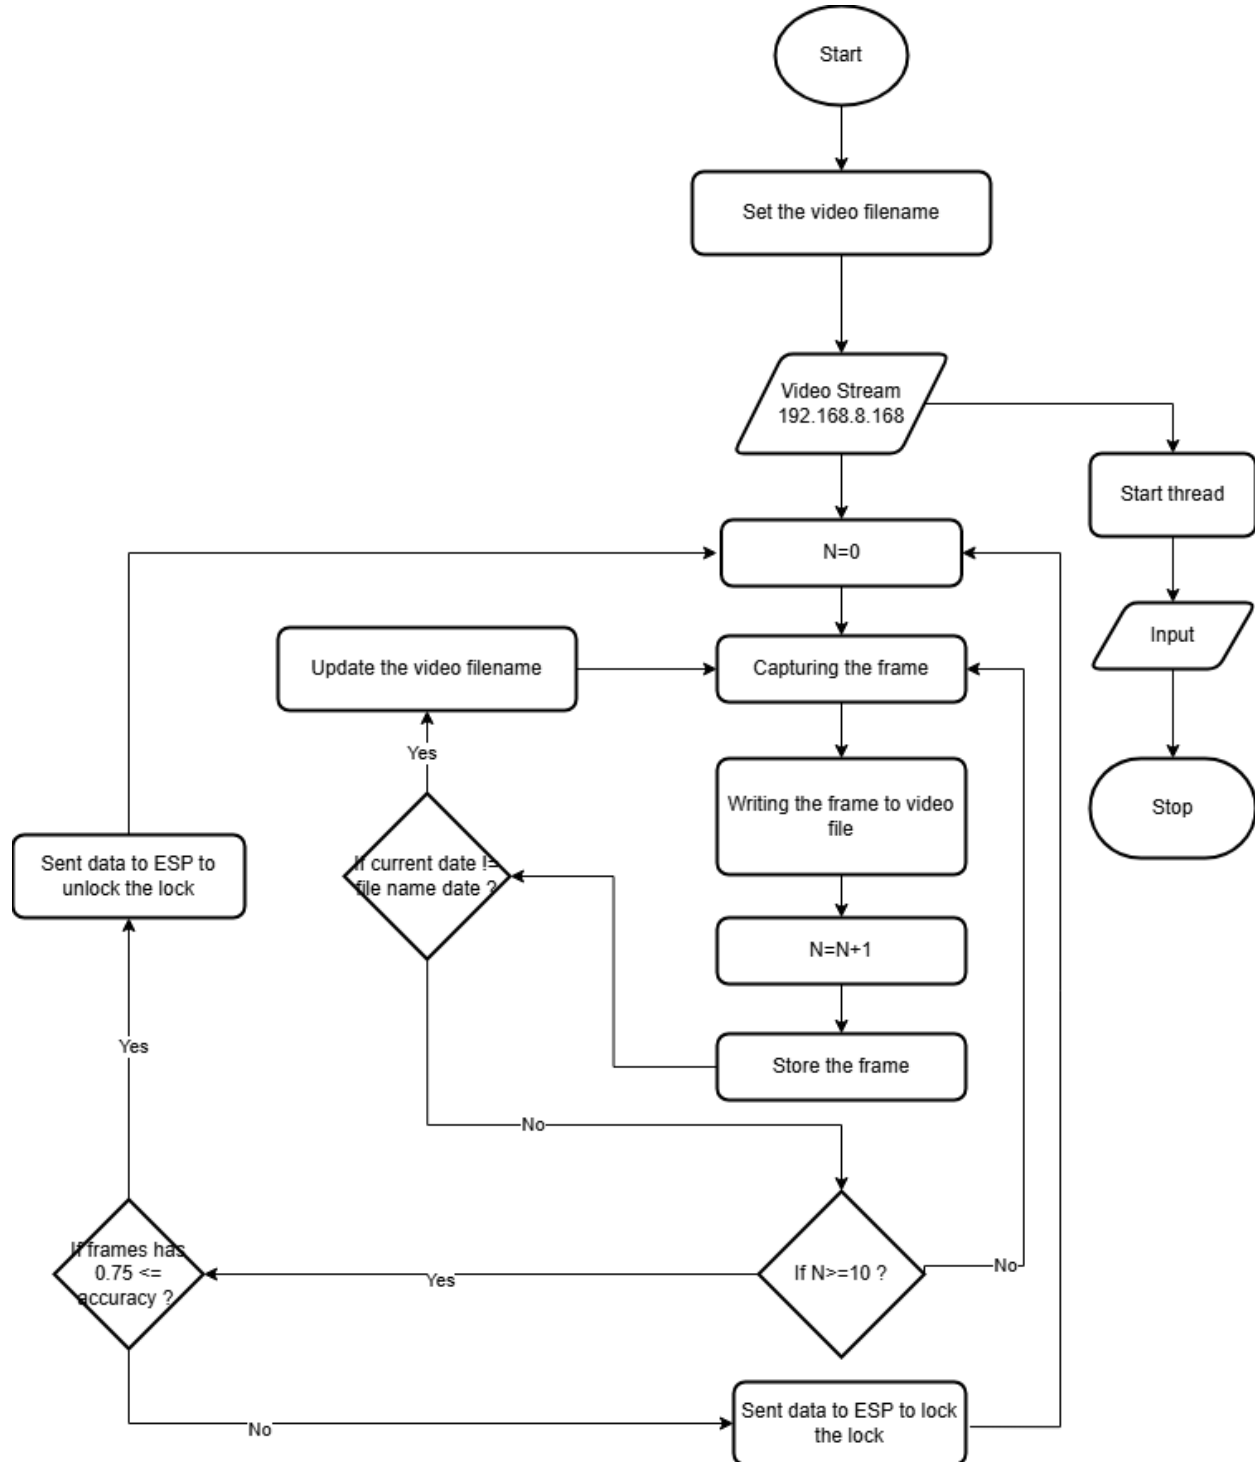 Start
Set the video filename
Video Stream
192.168.8.168
Start thread
N=0
Input
Update the video filename
Capturing the frame
Yes
Writing the frame to video
file
Stop
Sent data to ESP to
unlock the lock
If current date !=
file name date ?
N=N+1
Yes
Store the frame
No
If frames has
0.75 <=
accuracy ?
Yes
If N>=10 ?
No
No
Sent data to ESP to lock
the lock